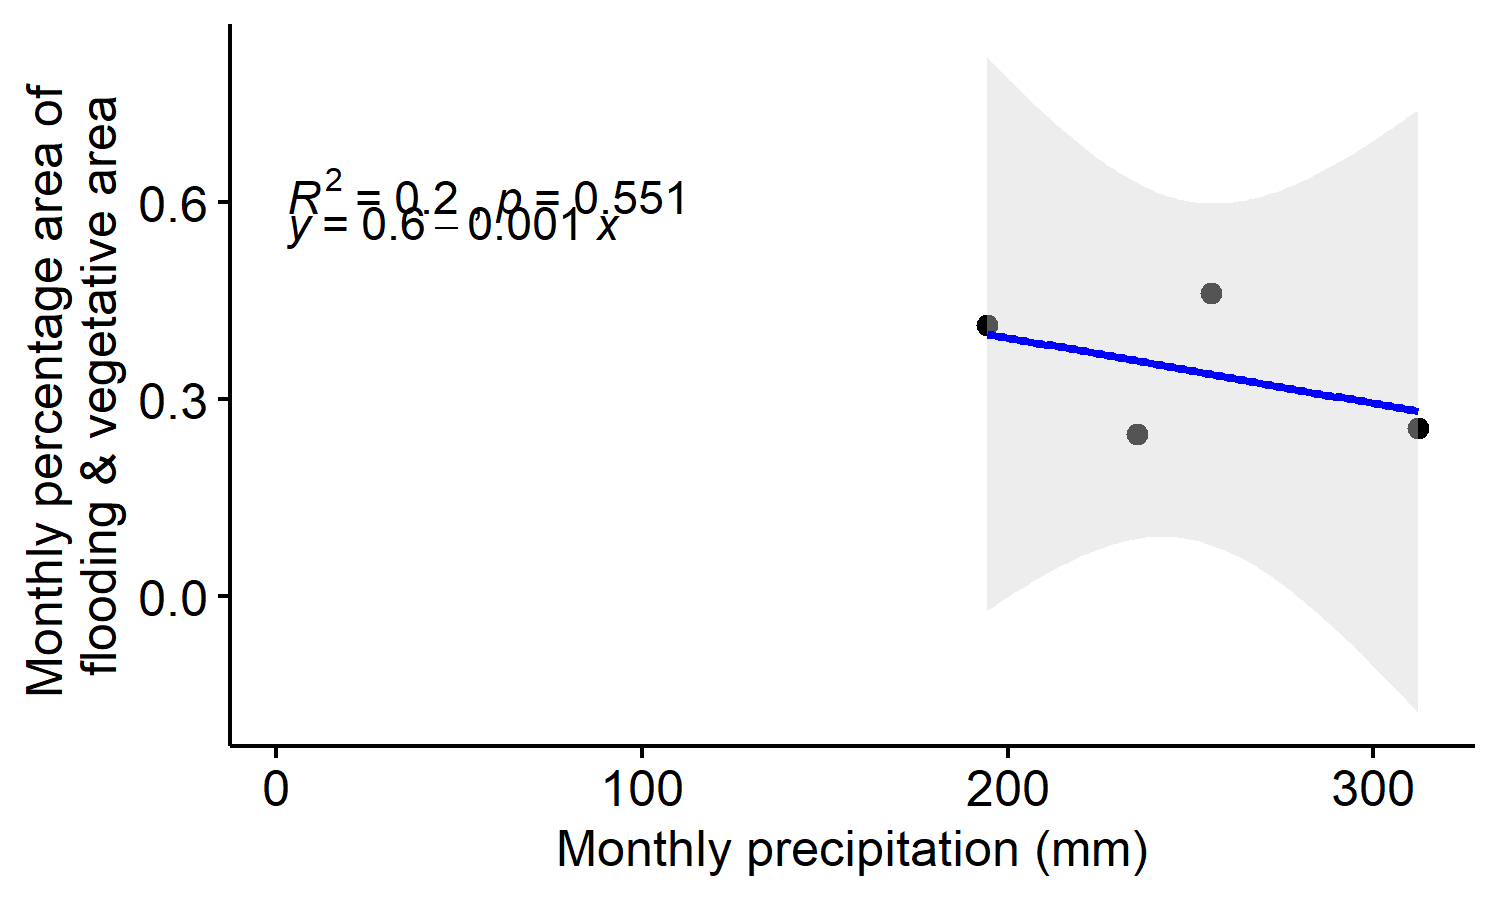 Monthly percentage area of
flooding & vegetative area
0.6
0.3
0.0
R² = 0.2 , p = 0.551
y = 0.6 − 0.001 x
0 100 200 300
Monthly precipitation (mm)